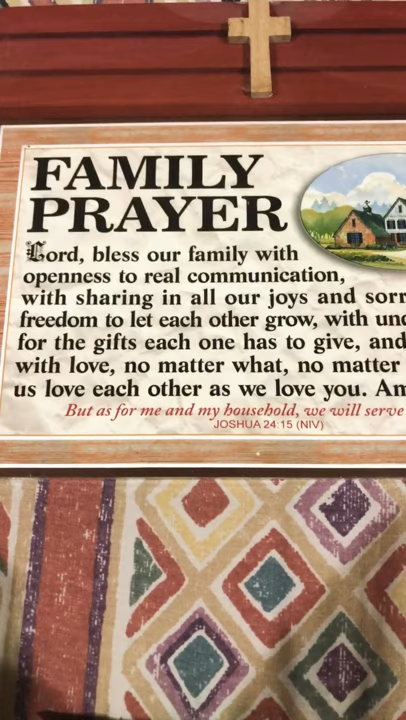 FAMILY
PRAYER
Lord, bless our family with
openness to real communication,
with sharing in all our joys and sorr
freedom to let each other grow, with und
for the gifts each one has to give, and
with love, no matter what, no matter
us love each other as we love you. Am
But as for me and my household, we will serve
JOSHUA 24:15 (NIV)